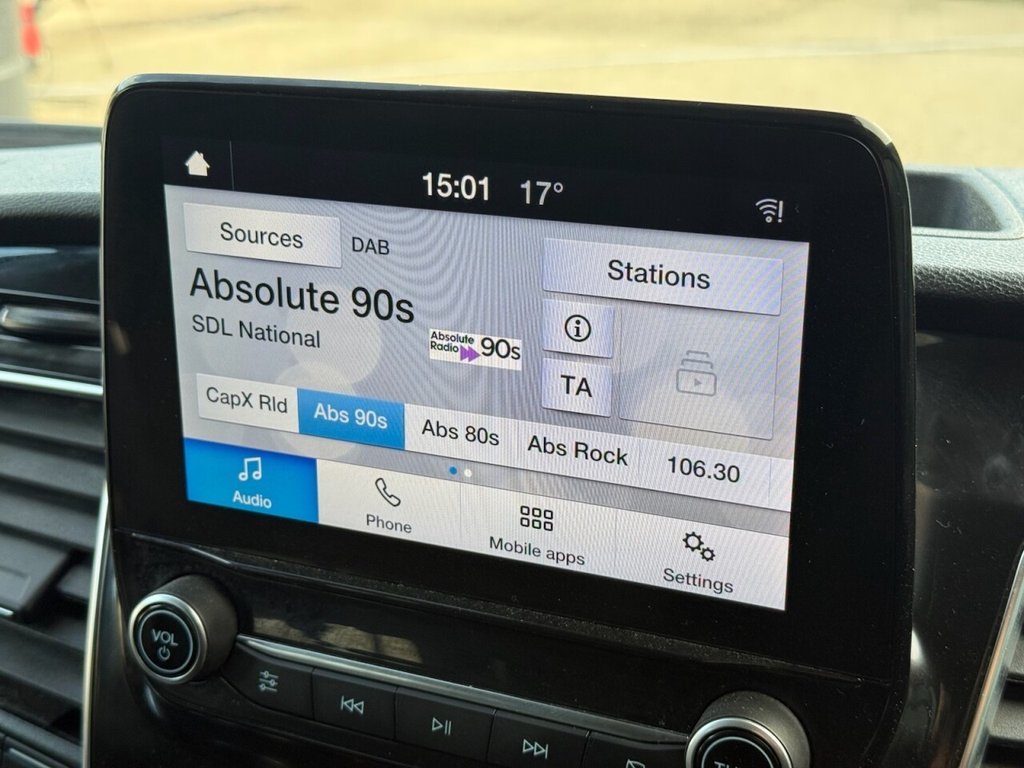 15:01 17°
Sources DAB
Stations
Absolute 90s
SDL National
Absolute
Radio 90s
i
TA
CapX Rld Abs 90s Abs 80s Abs Rock 106.30
Audio Phone Mobile apps Settings
VOL